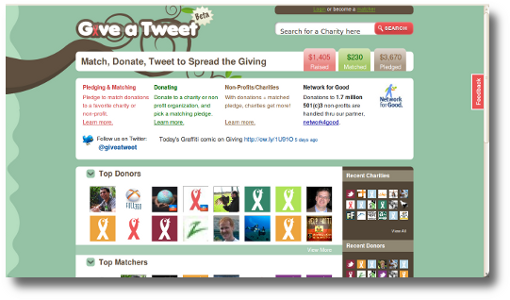 Login or become a Matcher
Give a Tweet
Beta
Search for a Charity here
SEARCH
Match, Donate, Tweet to Spread the Giving
$1,405
Raised
$230
Matched
$3,670
Pledged
Feedback
Pledging & Matching
Pledge to match donations
to a favorite charity or
non-profit.
Learn more.
Donating
Donate to a charity or non
profit organization, and
pick a matching pledge.
Learn more.
Non-Profits/Charities
With donations + matched
pledge, charities get more!
Learn more.
Network for Good
Donations to 1.7 million
501(c)3 non-profits are
handled thru our partner,
networkforgood.
Network
for Good.
Follow us on Twitter:
@giveatweet
Today's Graffiti comic on Giving http://ow.ly/1U91O 5 days ago
Top Donors
View More
Top Matchers
Recent Charities
View All
Recent Donors